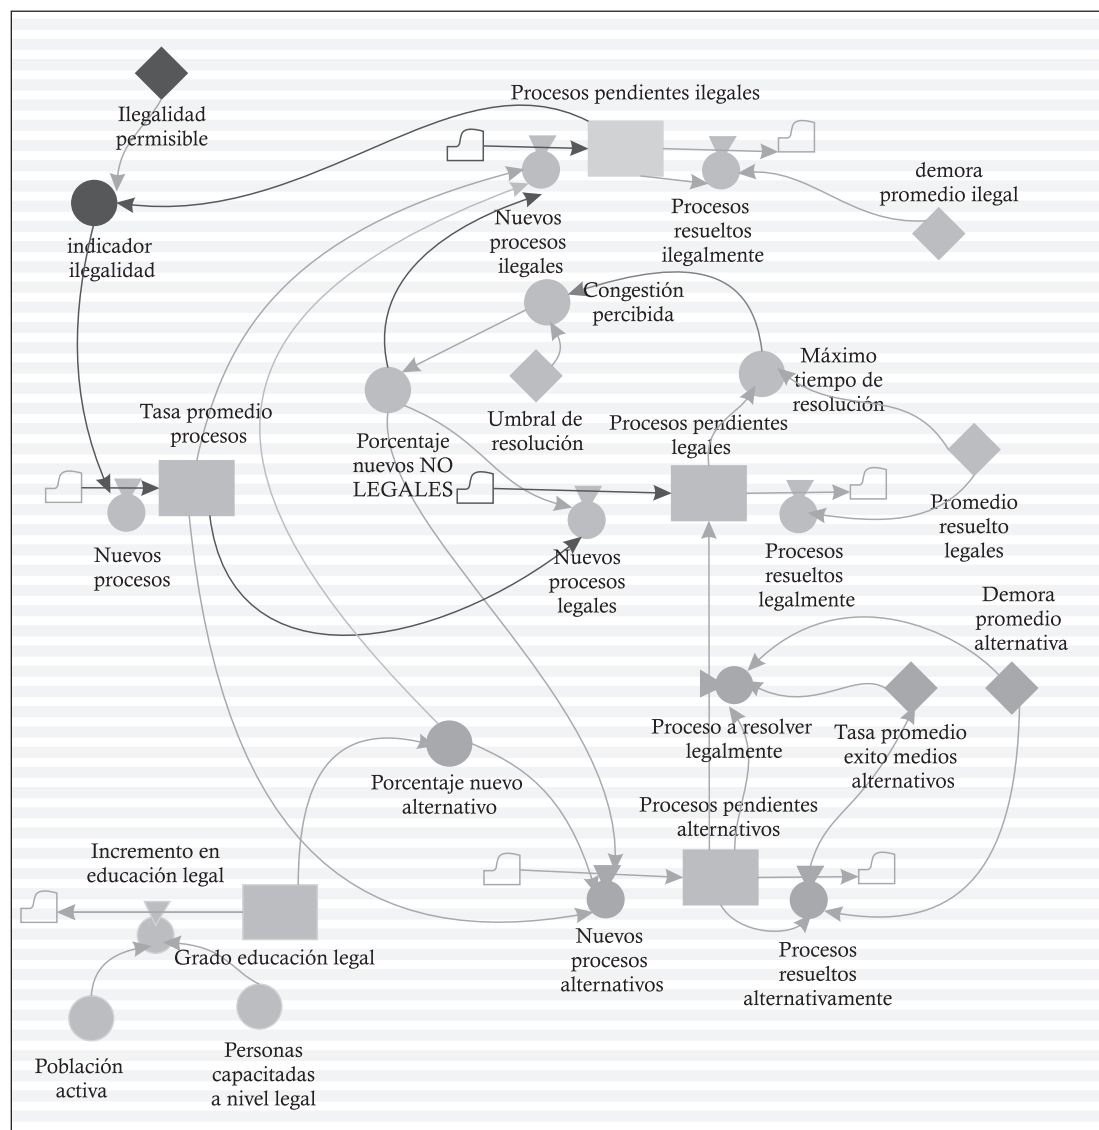 Procesos pendientes ilegales
Ilegalidad
permisible
demora
promedio ilegal
Nuevos
procesos
ilegales
Procesos
resueltos
ilegalmente
indicador
ilegalidad
Congestión
percibida
Máximo
tiempo de
resolución
Tasa promedio
procesos
Umbral de
resolución
Procesos pendientes
legales
Porcentaje
nuevos NO
LEGALES
Promedio
resuelto
legales
Nuevos
procesos
Nuevos
procesos
legales
Procesos
resueltos
legalmente
Demora
promedio
alternativa
Proceso a resolver
legalmente
Tasa promedio
exito medios
alternativos
Porcentaje nuevo
alternativo
Procesos pendientes
alternativos
Incremento en
educación legal
Grado educación legal
Nuevos
procesos
alternativos
Procesos
resueltos
alternativamente
Población
activa
Personas
capacitadas
a nivel legal